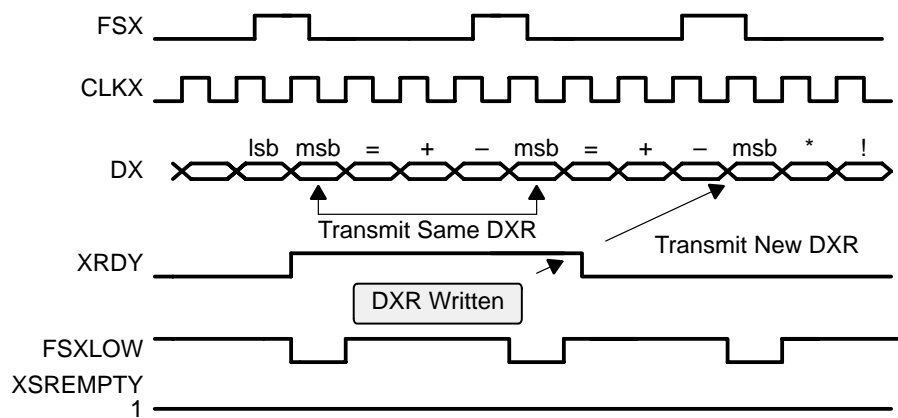 FSX
CLKX
lsb msb = + − msb = + − msb * !
DX
Transmit Same DXR
Transmit New DXR
XRDY
DXR Written
FSXLOW
XSREMPTY
1